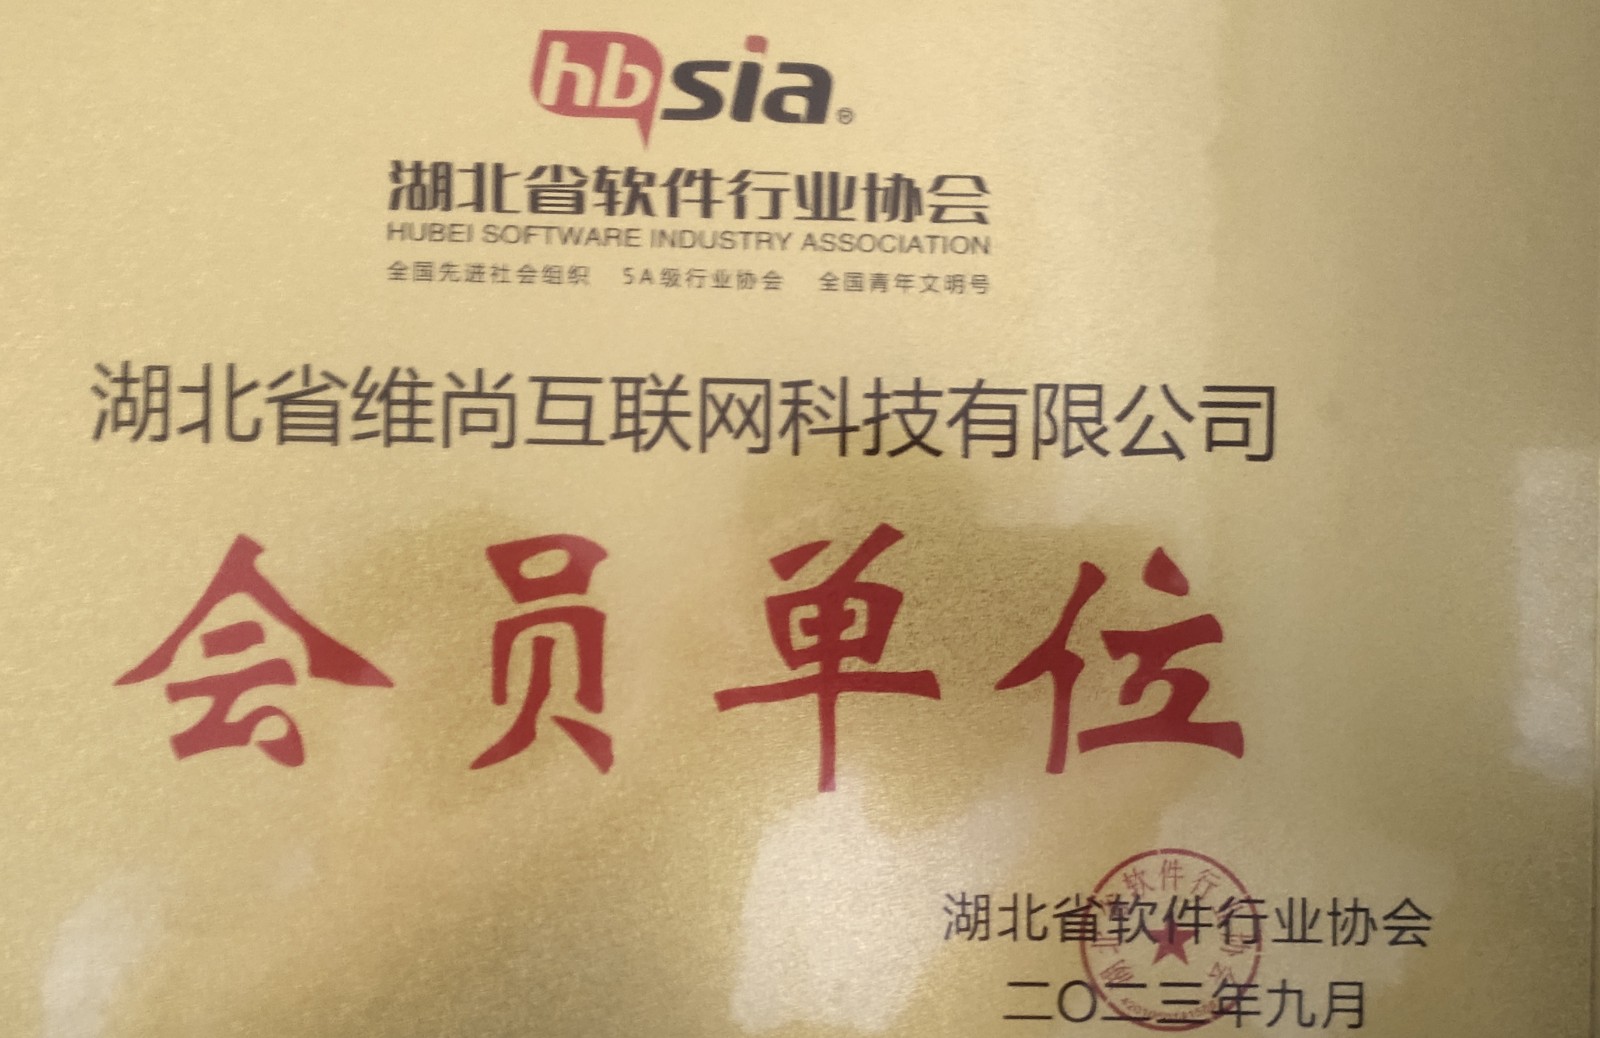 hbsia®
湖北省软件行业协会
HUBEI SOFTWARE INDUSTRY ASSOCIATION
全国先进社会组织 5A级行业协会 全国青年文明号
湖北省维尚互联网科技有限公司
会员单位
湖北省软件行业协会
二〇二三年九月